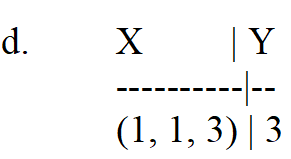 d. X | Y
----------|--
(1, 1, 3) | 3